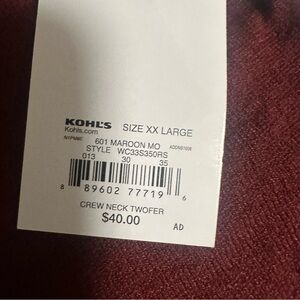 KOHL'S SIZE XX LARGE
Kohls.com
601 MAROON MO
STYLE WC33S350RS
013 30 35
8 89602 77719 6
CREW NECK TWOFER
$40.00 AD